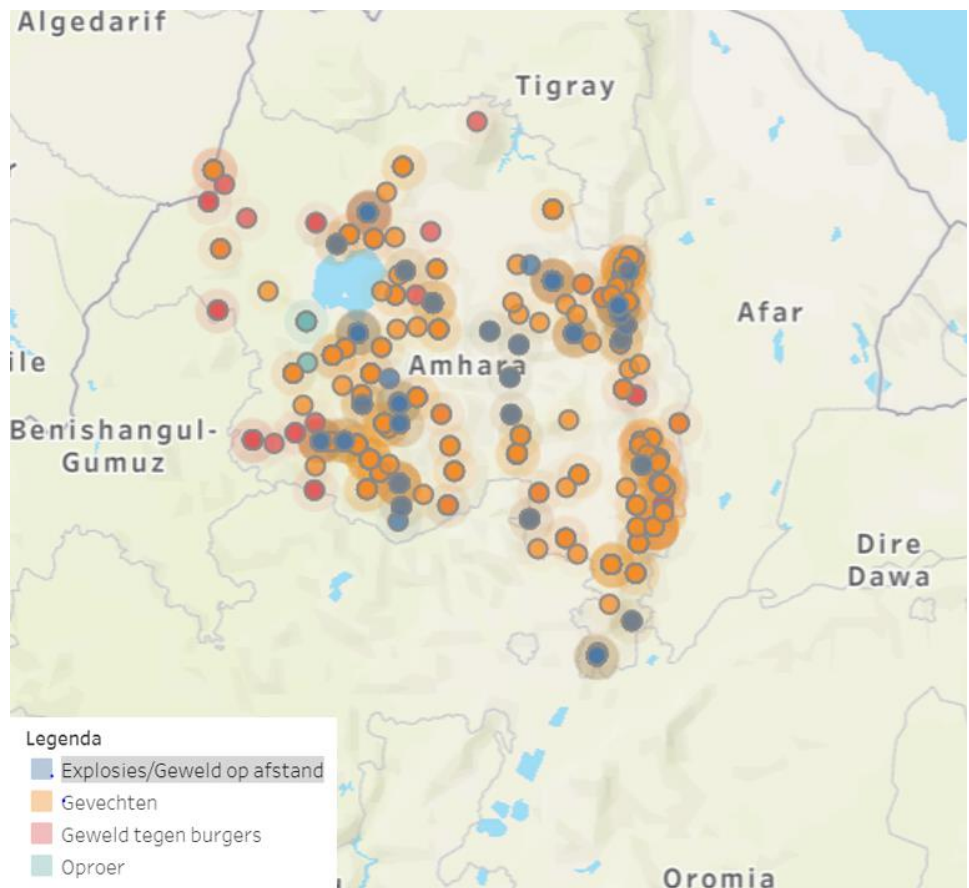 Algedarif
Tigray
Afar
Amhara
Benishangul-
Gumuz
Dire
Dawa
Legenda
Explosies/Geweld op afstand
Gevechten
Geweld tegen burgers
Oproer
Oromia